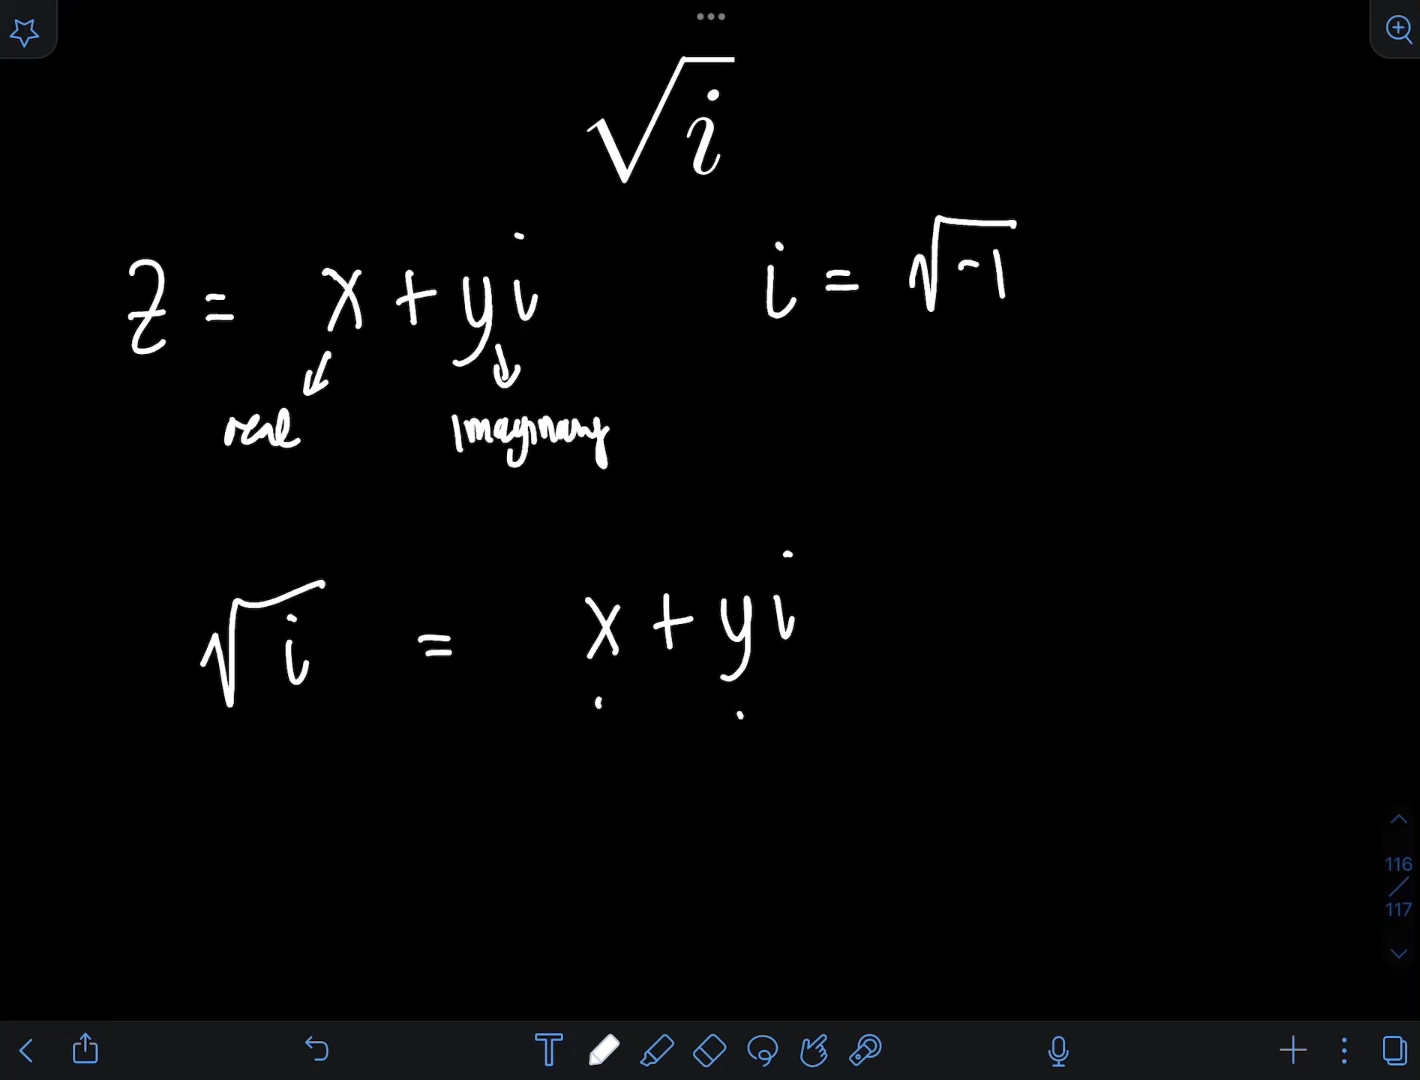 √i
z = x + yi
i = √-1
real
imaginary
√i = x + yi
116
/
117
T